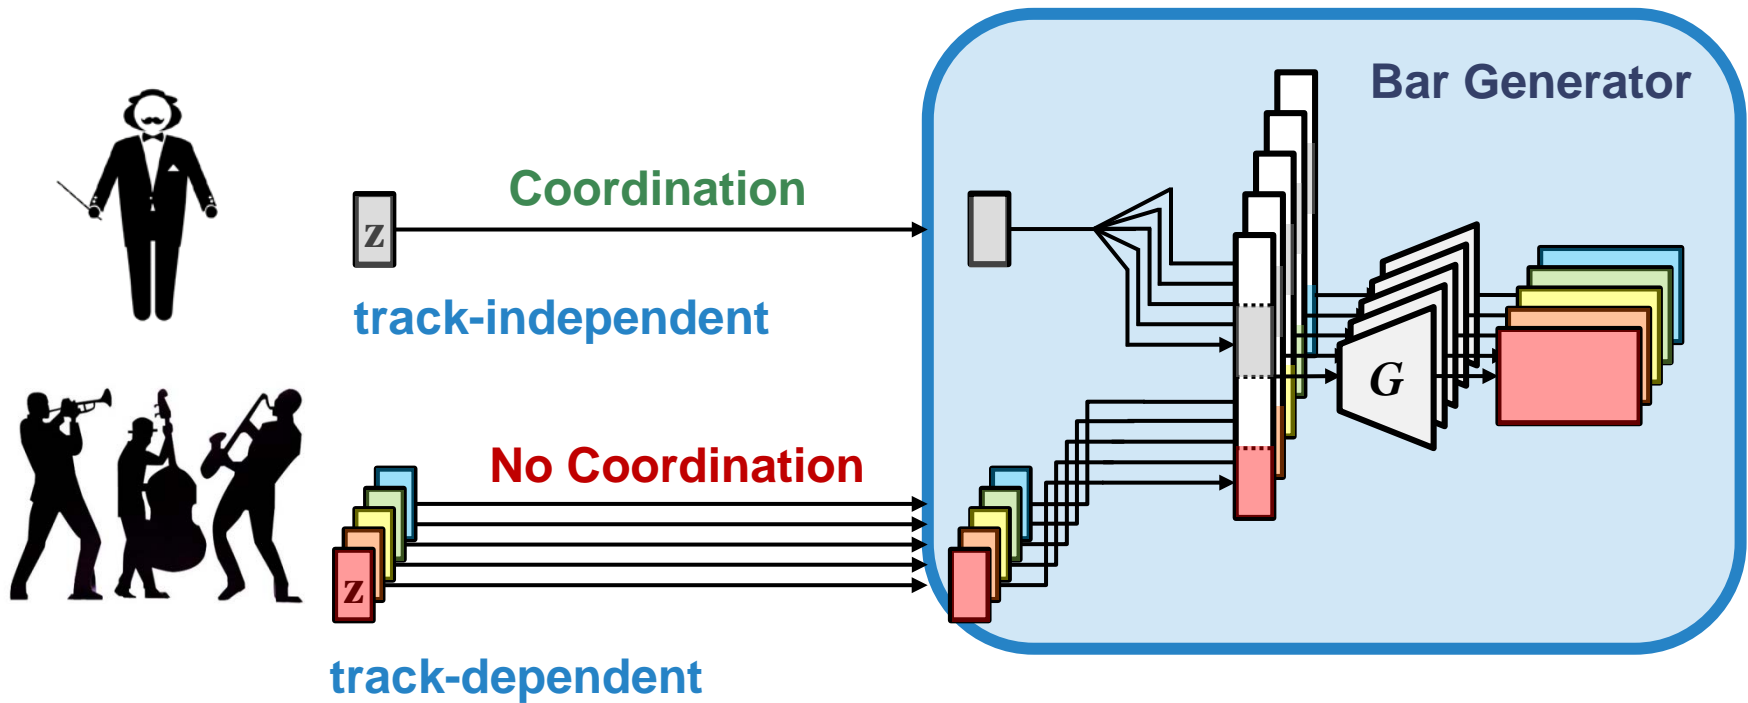 Bar Generator
Coordination
z
track-independent
G
No Coordination
z
track-dependent